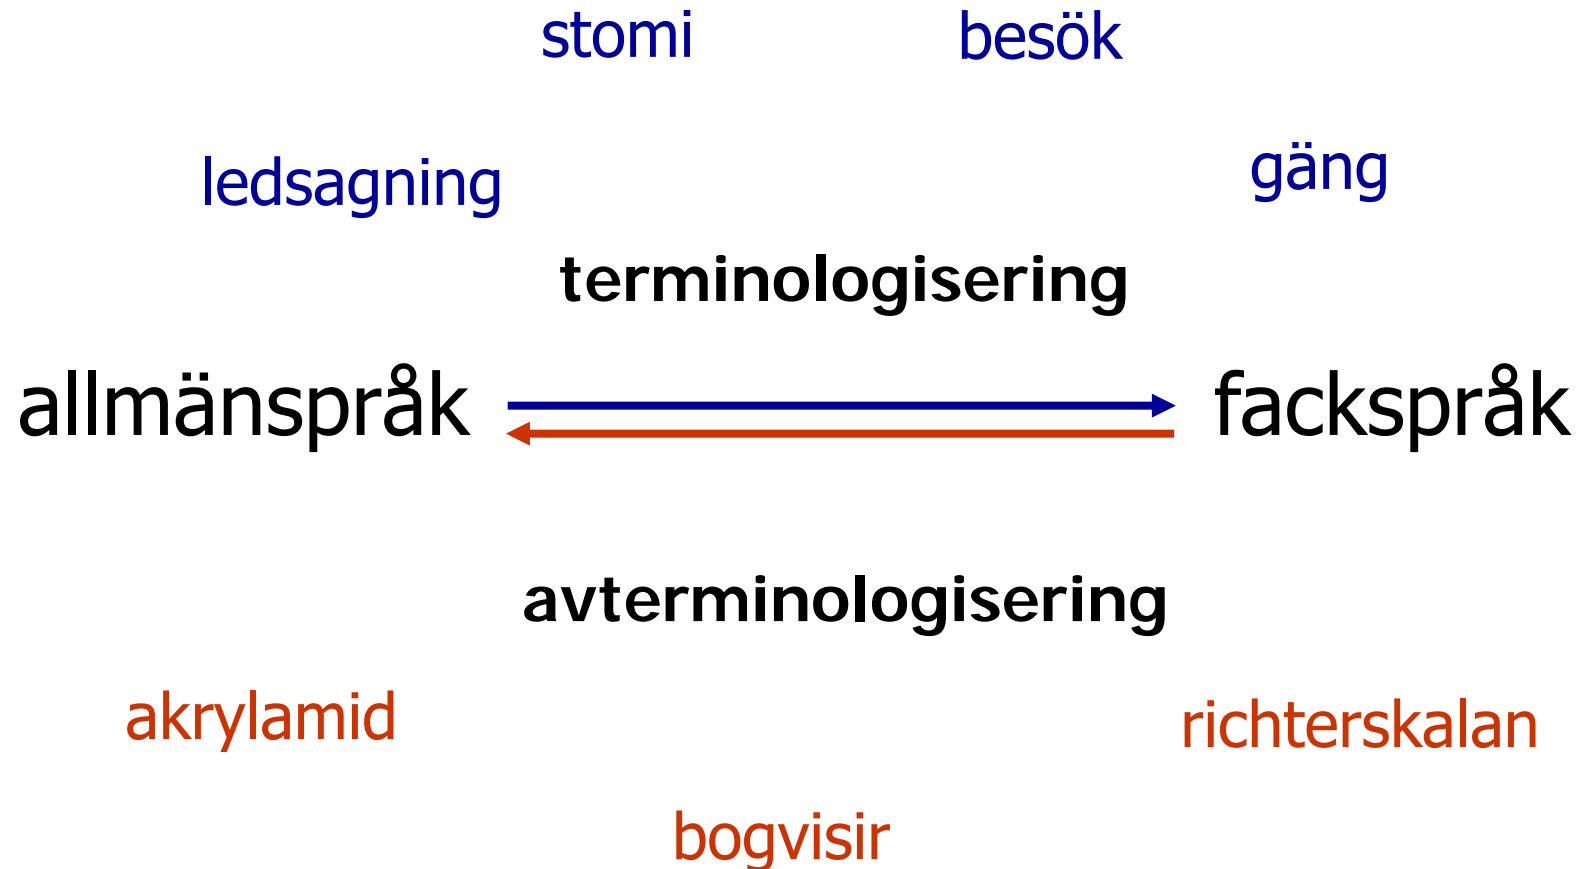 stomi besök
ledsagning gäng
terminologisering
allmänspråk fackspråk
avterminologisering
akrylamid richterskalan
bogvisir